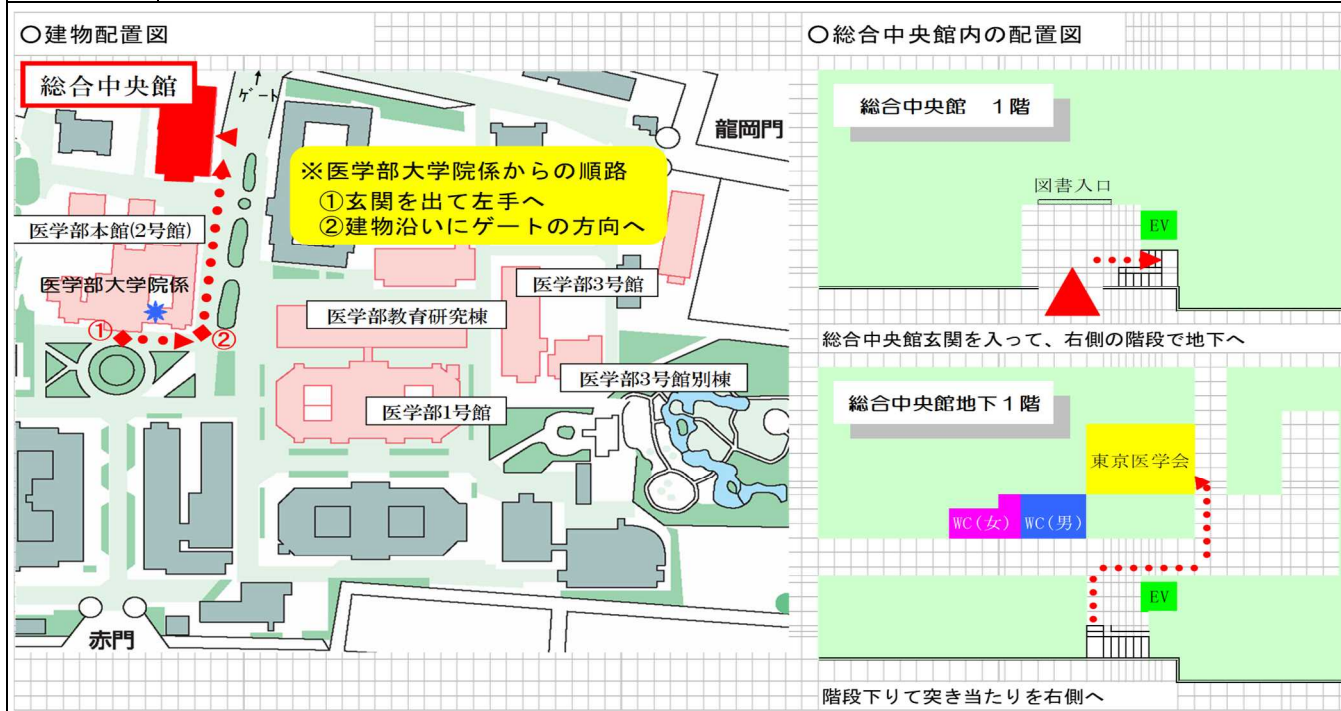 ○建物配置図
総合中央館
↑
ゲート
龍岡門
※医学部大学院係からの順路
①玄関を出て左手へ
②建物沿いにゲートの方向へ
医学部本館(2号館)
医学部大学院係
①
②
医学部3号館
医学部教育研究棟
医学部3号館別棟
医学部1号館
赤門
○総合中央館内の配置図
総合中央館 1階
図書入口
EV
総合中央館玄関を入って、右側の階段で地下へ
総合中央館地下1階
東京医学会
WC(女)
WC(男)
EV
階段下りて突き当たりを右側へ